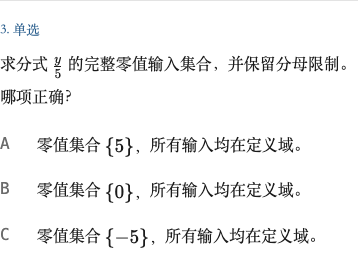 3. 单选
求分式 y/5 的完整零值输入集合，并保留分母限制。
哪项正确？
A 零值集合 {5}，所有输入均在定义域。
B 零值集合 {0}，所有输入均在定义域。
C 零值集合 {−5}，所有输入均在定义域。